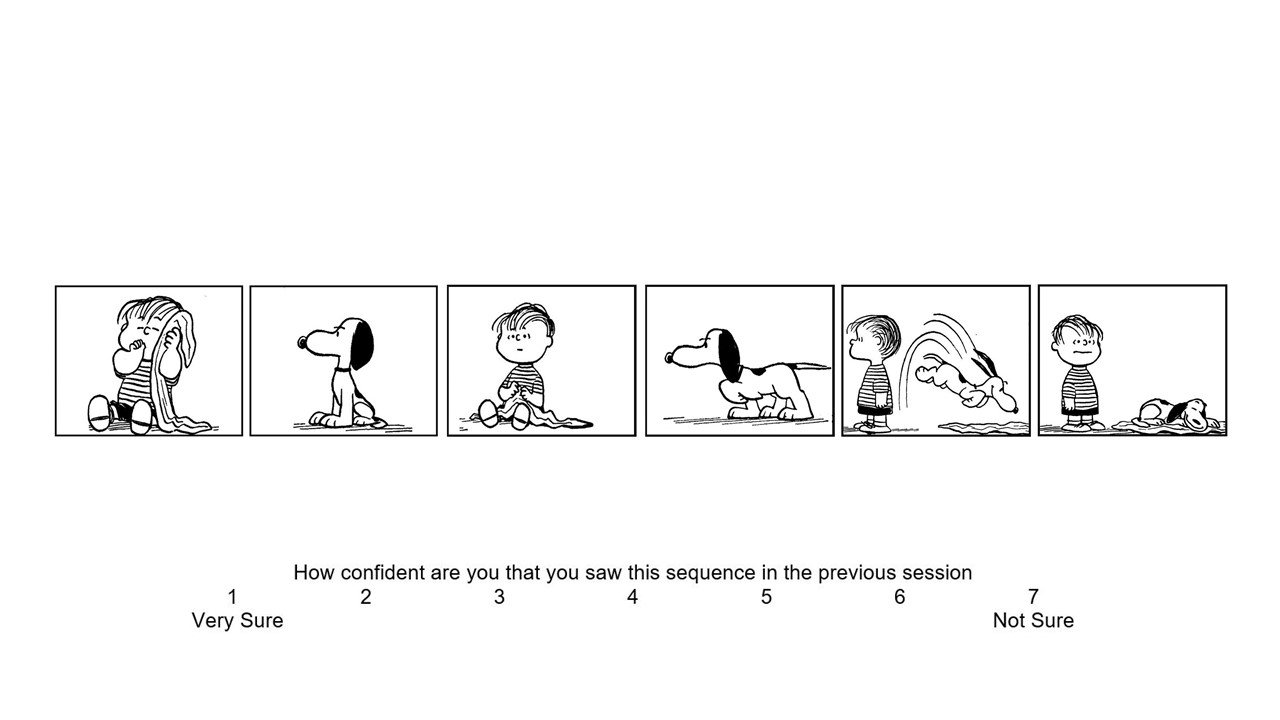 How confident are you that you saw this sequence in the previous session
1 2 3 4 5 6 7
Very Sure Not Sure